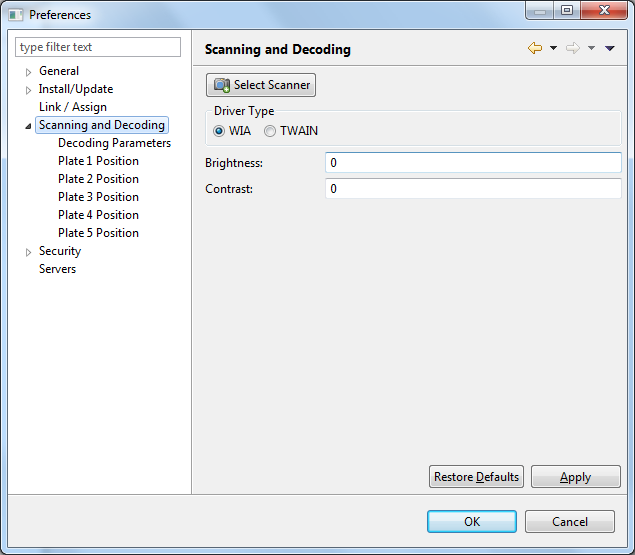 Preferences
type filter text
General
Install/Update
Link / Assign
Scanning and Decoding
Decoding Parameters
Plate 1 Position
Plate 2 Position
Plate 3 Position
Plate 4 Position
Plate 5 Position
Security
Servers
Scanning and Decoding
Select Scanner
Driver Type
WIA TWAIN
Brightness: 0
Contrast: 0
Restore Defaults Apply
OK Cancel